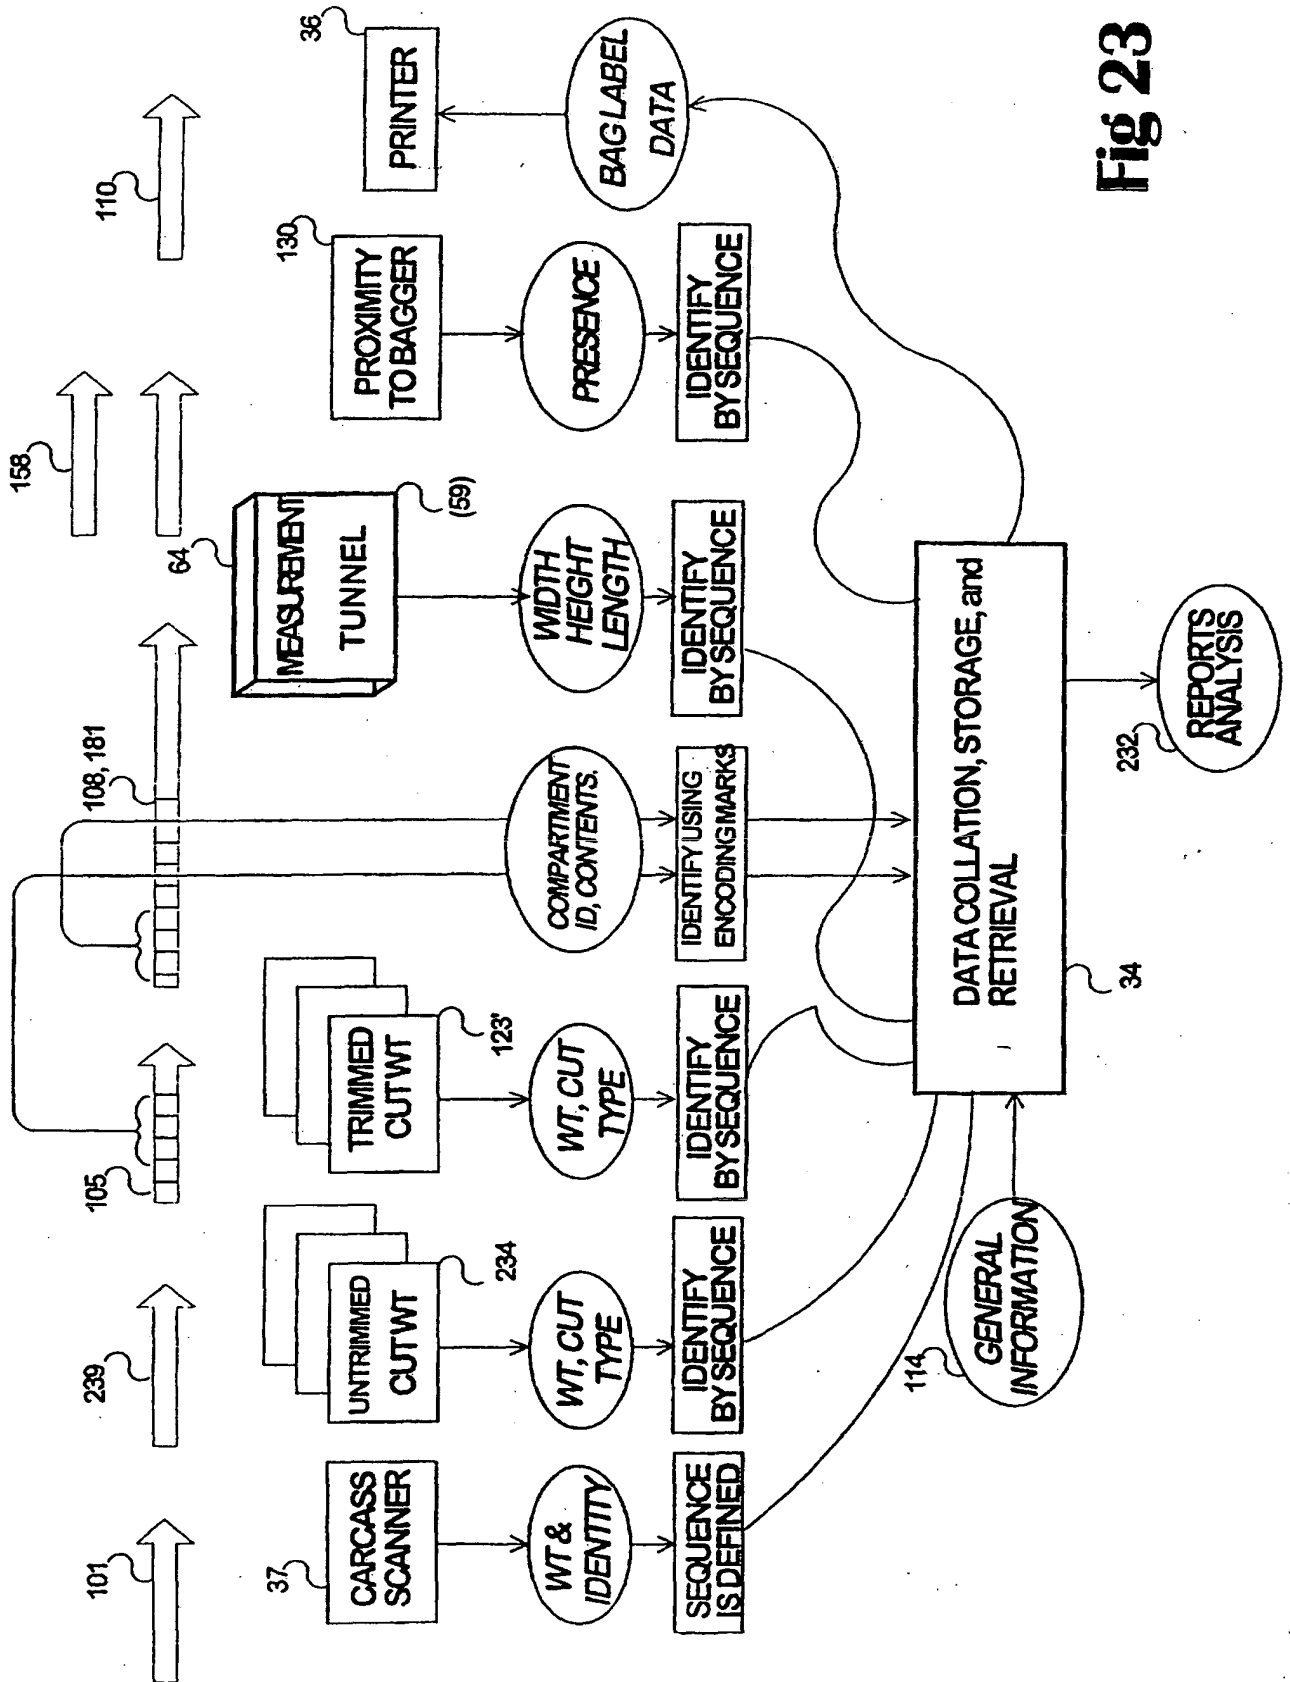 101
239
105
108, 181
158
110
37
CARCASS
SCANNER
UNTRIMMED
CUT WT
234
TRIMMED
CUT WT
123'
64
MEASUREMENT
TUNNEL
(59)
PROXIMITY
TO BAGGER
130
PRINTER
36
WT &
IDENTITY
WT, CUT
TYPE
WT, CUT
TYPE
COMPARTMENT
ID, CONTENTS.
WIDTH
HEIGHT
LENGTH
PRESENCE
BAG LABEL
DATA
SEQUENCE
IS DEFINED
IDENTIFY
BY SEQUENCE
IDENTIFY
BY SEQUENCE
IDENTIFY USING
ENCODING MARKS
IDENTIFY
BY SEQUENCE
IDENTIFY
BY SEQUENCE
114
GENERAL
INFORMATION
DATA COLLATION, STORAGE, and
RETRIEVAL
34
232
REPORTS
ANALYSIS
Fig 23